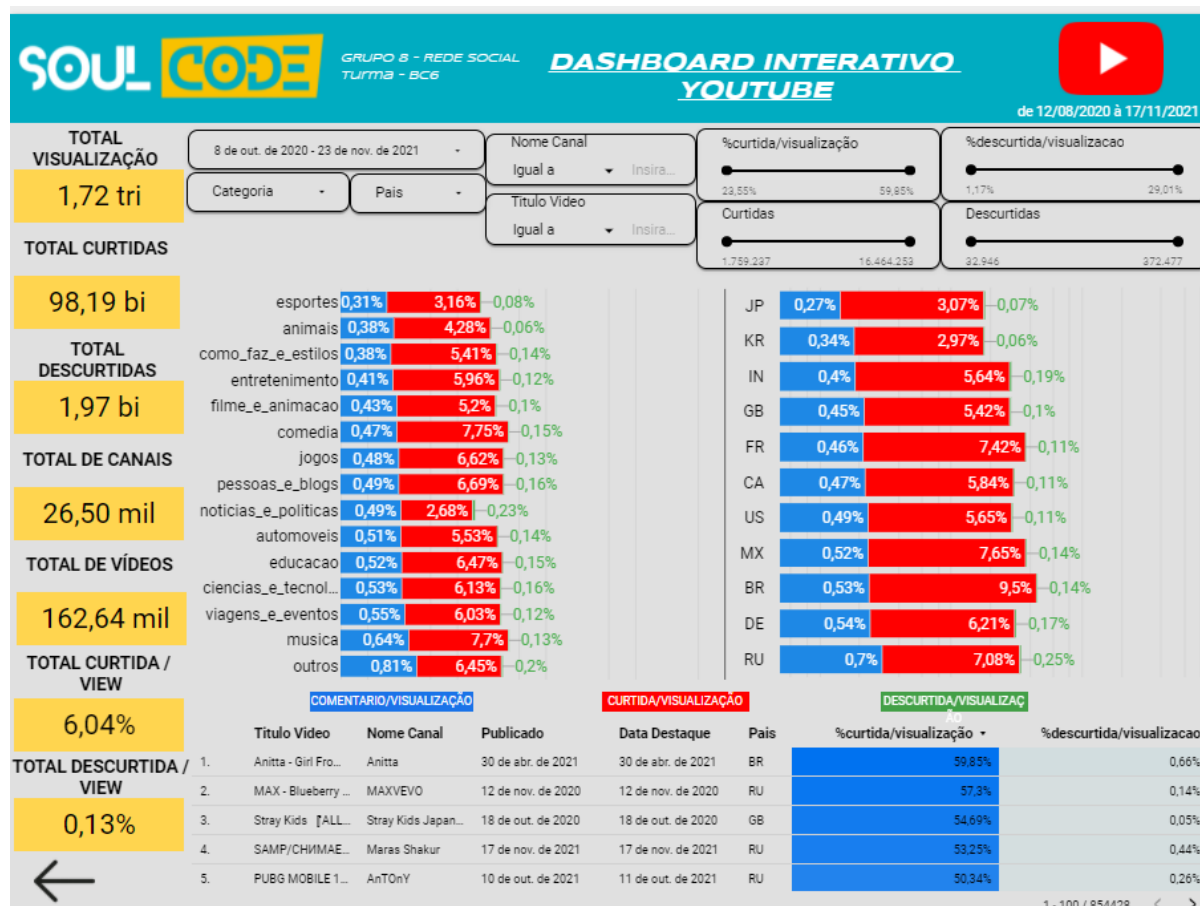 SOUL CODE
GRUPO 8 - REDE SOCIAL
Turma - BC6
DASHBOARD INTERATIVO
YOUTUBE
de 12/08/2020 à 17/11/2021
TOTAL
VISUALIZAÇÃO
1,72 tri
TOTAL CURTIDAS
98,19 bi
TOTAL
DESCURTIDAS
1,97 bi
TOTAL DE CANAIS
26,50 mil
TOTAL DE VÍDEOS
162,64 mil
TOTAL CURTIDA /
VIEW
6,04%
TOTAL DESCURTIDA /
VIEW
0,13%
8 de out. de 2020 - 23 de nov. de 2021
Categoria
Pais
Nome Canal
Igual a Insira...
Titulo Video
Igual a Insira...
%curtida/visualização
23,55% 59,85%
%descurtida/visualizacao
1,17% 29,01%
Curtidas
1.759.237 16.464.253
Descurtidas
32.946 372.477
esportes 0,31% 3,16% 0,08%
animais 0,38% 4,28% 0,06%
como_faz_e_estilos 0,38% 5,41% 0,14%
entretenimento 0,41% 5,96% 0,12%
filme_e_animacao 0,43% 5,2% 0,1%
comedia 0,47% 7,75% 0,15%
jogos 0,48% 6,62% 0,13%
pessoas_e_blogs 0,49% 6,69% 0,16%
noticias_e_politicas 0,49% 2,68% 0,23%
automoveis 0,51% 5,53% 0,14%
educacao 0,52% 6,47% 0,15%
ciencias_e_tecnol... 0,53% 6,13% 0,16%
viagens_e_eventos 0,55% 6,03% 0,12%
musica 0,64% 7,7% 0,13%
outros 0,81% 6,45% 0,2%
JP 0,27% 3,07% 0,07%
KR 0,34% 2,97% 0,06%
IN 0,4% 5,64% 0,19%
GB 0,45% 5,42% 0,1%
FR 0,46% 7,42% 0,11%
CA 0,47% 5,84% 0,11%
US 0,49% 5,65% 0,11%
MX 0,52% 7,65% 0,14%
BR 0,53% 9,5% 0,14%
DE 0,54% 6,21% 0,17%
RU 0,7% 7,08% 0,25%
COMENTARIO/VISUALIZAÇÃO
CURTIDA/VISUALIZAÇÃO
DESCURTIDA/VISUALIZAÇ
ÃO
Titulo Video Nome Canal Publicado Data Destaque Pais %curtida/visualização %descurtida/visualizacao
1. Anitta - Girl Fro... Anitta 30 de abr. de 2021 30 de abr. de 2021 BR 59,85% 0,66%
2. MAX - Blueberry ... MAXVEVO 12 de nov. de 2020 12 de nov. de 2020 RU 57,3% 0,14%
3. Stray Kids『ALL... Stray Kids Japan... 18 de out. de 2020 18 de out. de 2020 GB 54,69% 0,05%
4. SAMP/СНИМАЕ... Maras Shakur 17 de nov. de 2021 17 de nov. de 2021 RU 53,25% 0,44%
5. PUBG MOBILE 1... AnTOnY 10 de out. de 2021 11 de out. de 2021 RU 50,34% 0,26%
1 - 100 / 854428